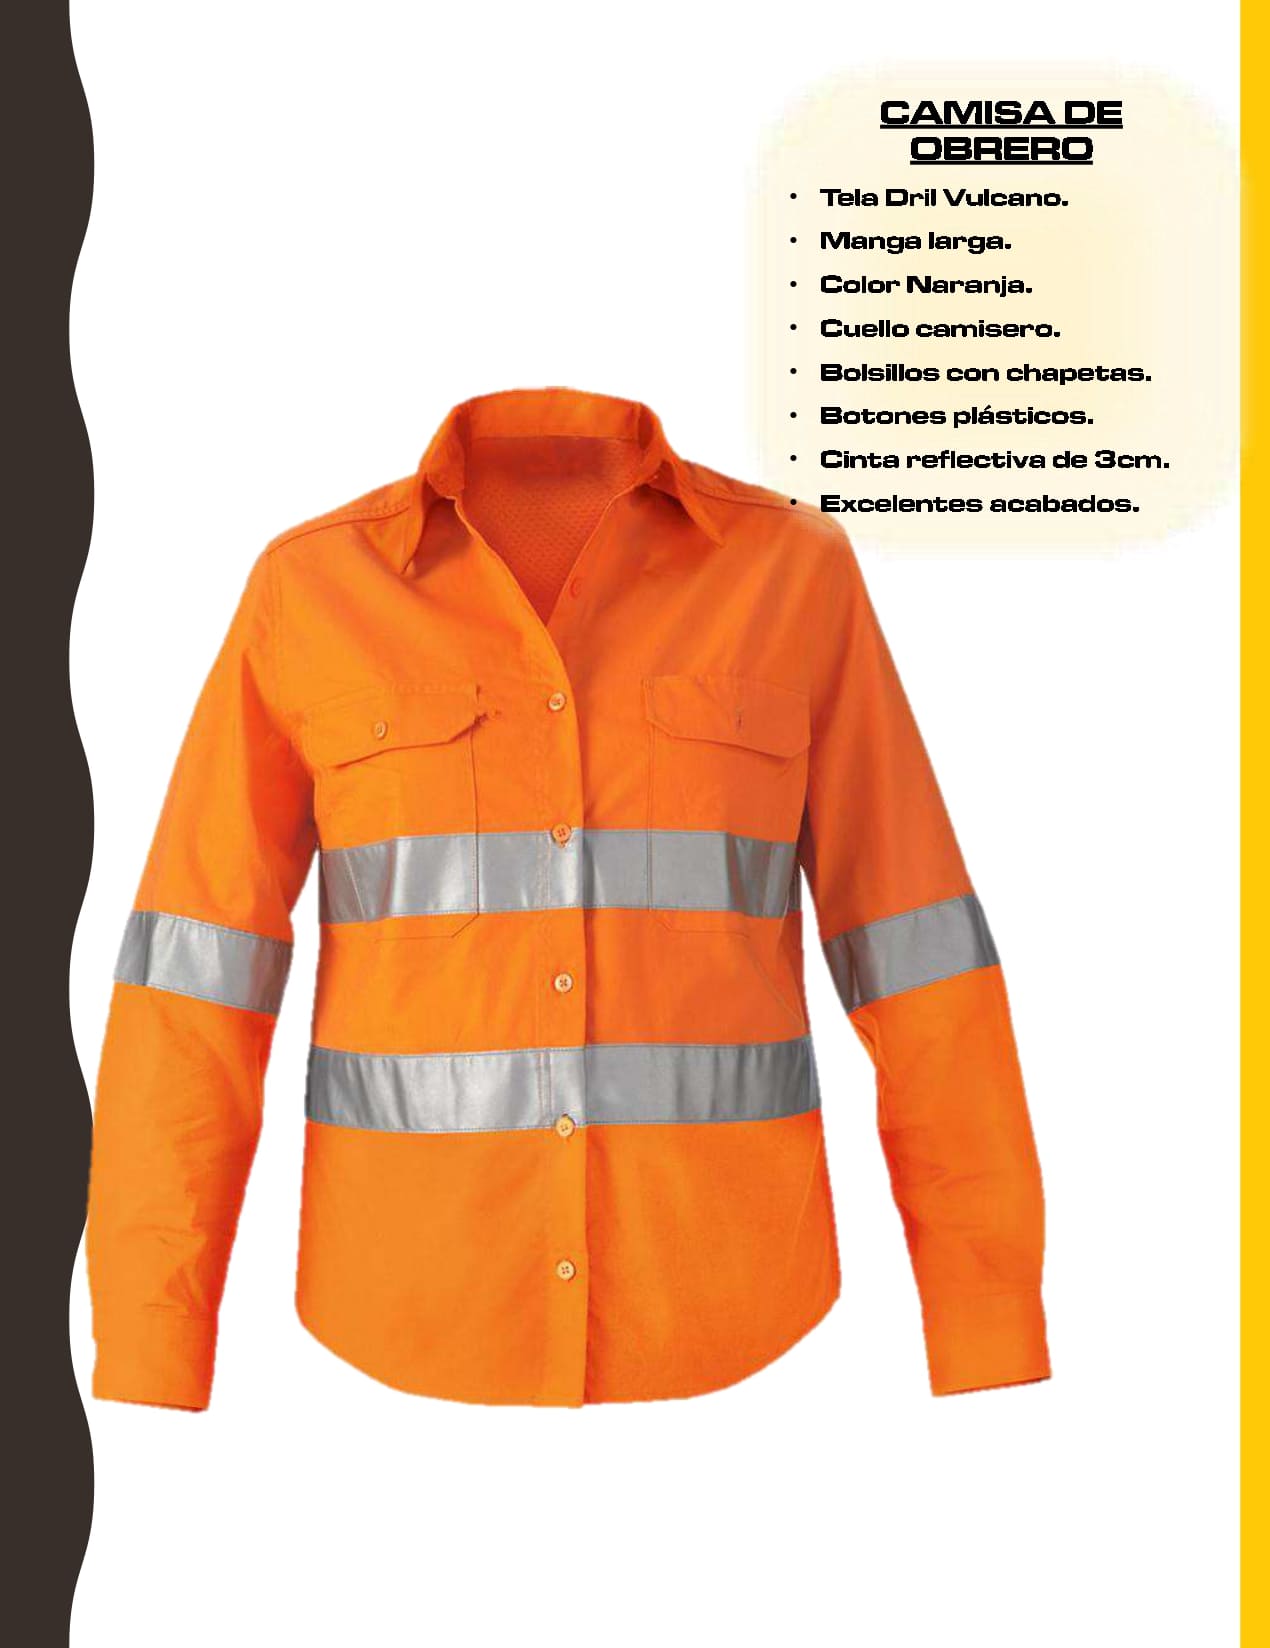 CAMISA DE
OBRERO
• Tela Dril Vulcano.
• Manga larga.
• Color Naranja.
• Cuello camisero.
• Bolsillos con chapetas.
• Botones plásticos.
• Cinta reflectiva de 3cm.
• Excelentes acabados.